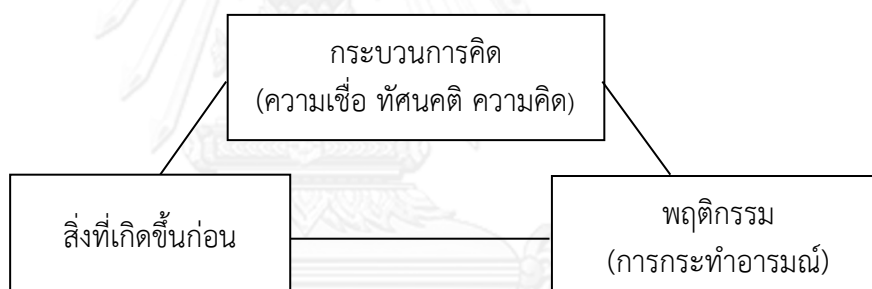 กระบวนการคิด
(ความเชื่อ ทัศนคติ ความคิด)
สิ่งที่เกิดขึ้นก่อน
พฤติกรรม
(การกระทำอารมณ์)